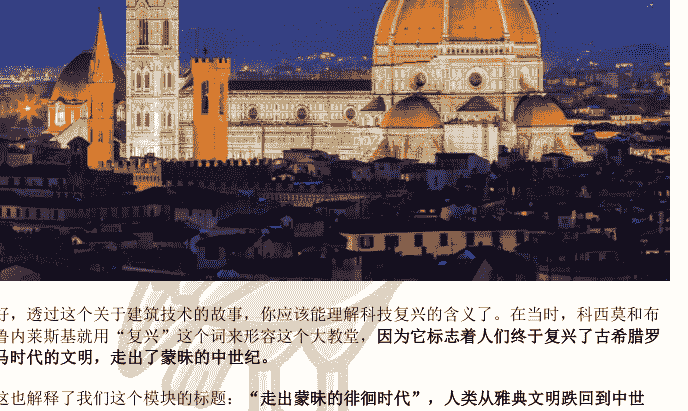 好，透过这个关于建筑技术的故事，你应该能理解科技复兴的含义了。在当时，科西莫和布
鲁内莱斯基就用“复兴”这个词来形容这个大教堂，因为它标志着人们终于复兴了古希腊罗
马时代的文明，走出了蒙昧的中世纪。
这也解释了我们这个模块的标题：“走出蒙昧的徘徊时代”，人类从雅典文明跌回到中世